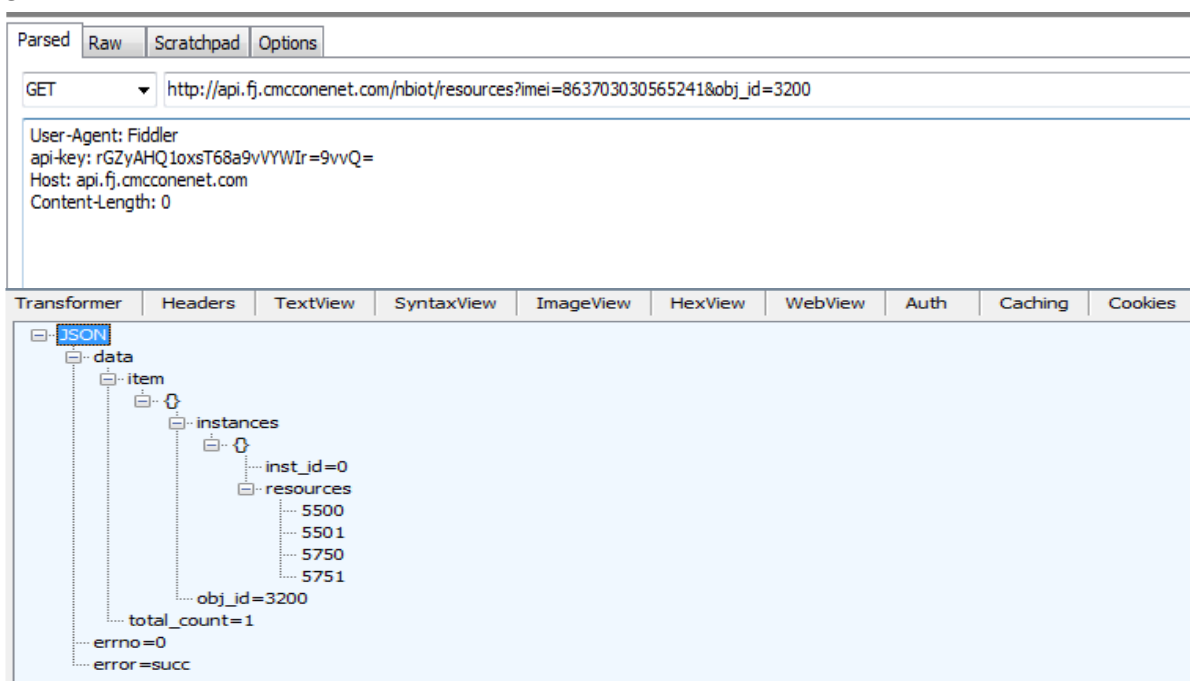 Parsed Raw Scratchpad Options
GET http://api.fj.cmcconenet.com/nbiot/resources?imei=863703030565241&obj_id=3200
User-Agent: Fiddler
api-key: rGZyAHQ1oxsT68a9vVYWIr=9vvQ=
Host: api.fj.cmcconenet.com
Content-Length: 0
Transformer Headers TextView SyntaxView ImageView HexView WebView Auth Caching Cookies
JSON
data
item
{}
instances
{}
inst_id=0
resources
5500
5501
5750
5751
obj_id=3200
total_count=1
errno=0
error=succ